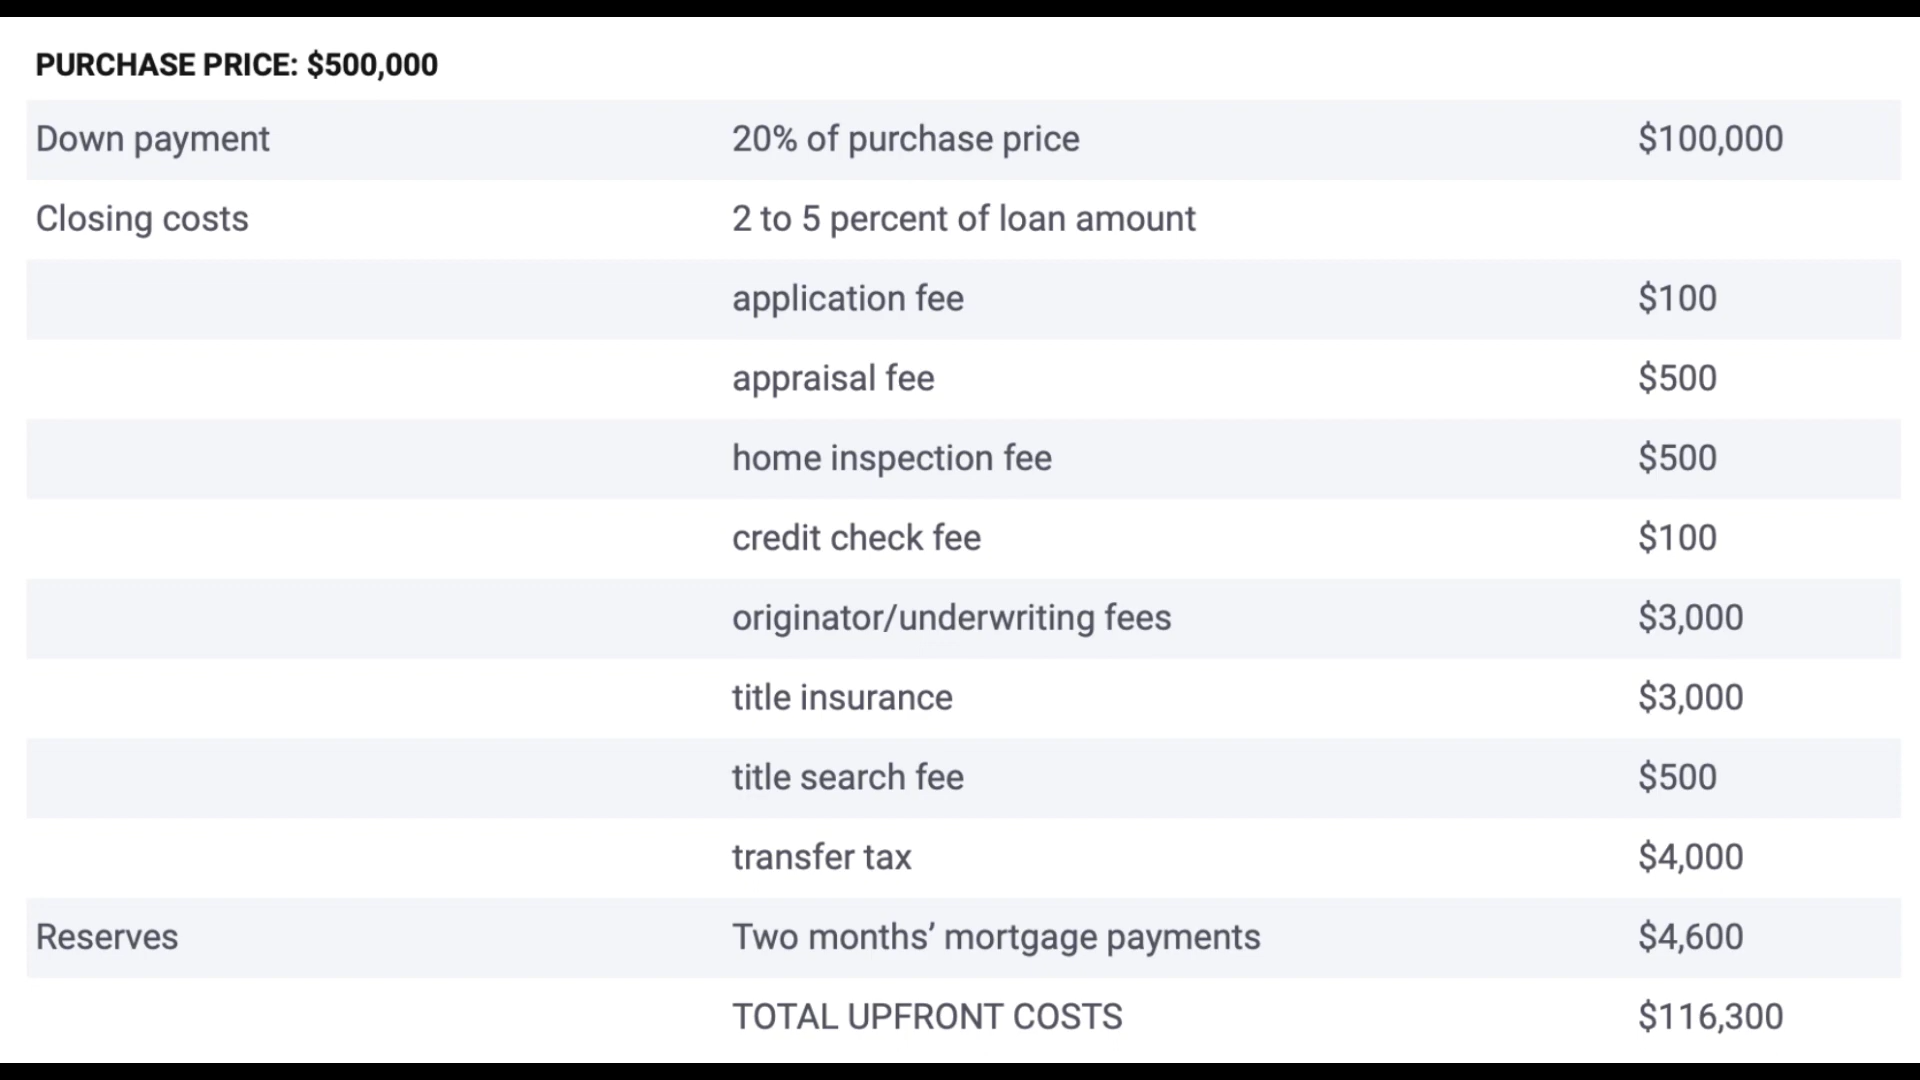 PURCHASE PRICE: $500,000
Down payment 20% of purchase price $100,000
Closing costs 2 to 5 percent of loan amount
application fee $100
appraisal fee $500
home inspection fee $500
credit check fee $100
originator/underwriting fees $3,000
title insurance $3,000
title search fee $500
transfer tax $4,000
Reserves Two months’ mortgage payments $4,600
TOTAL UPFRONT COSTS $116,300